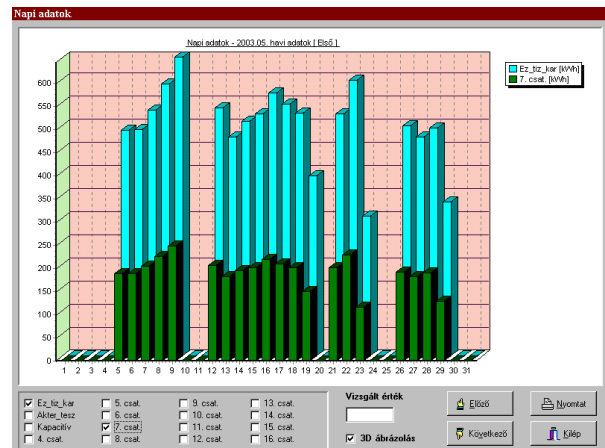 Napi adatok
Napi adatok - 2003.05. havi adatok [ Első ]
Ez_tiz_kar [kWh]
7. csat. [kWh]
600
550
500
450
400
350
300
250
200
150
100
50
0
1 2 3 4 5 6 7 8 9 10 11 12 13 14 15 16 17 18 19 20 21 22 23 24 25 26 27 28 29 30 31
Ez_tiz_kar 5. csat. 9. csat. 13. csat.
Akter_tesz 6. csat. 10. csat. 14. csat.
Kapacitív 7. csat. 11. csat. 15. csat.
4. csat. 8. csat. 12. csat. 16. csat.
Vizsgált érték
3D ábrázolás
Előző
Nyomtat
Következő
Kilép